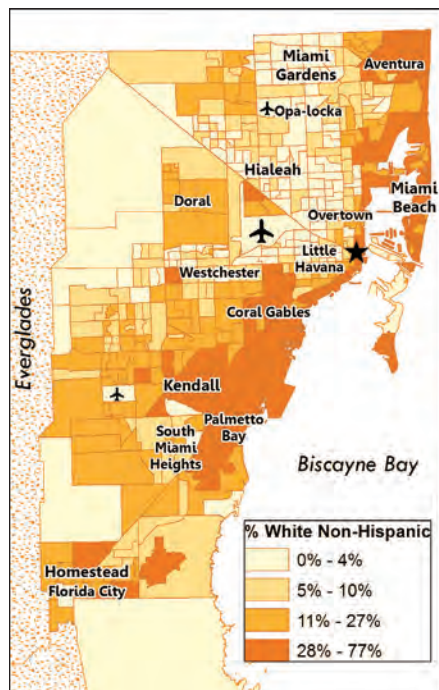 Miami
Gardens
Aventura
Opa-locka
Hialeah
Doral
Miami
Beach
Overtown
Little
Havana
Westchester
Coral Gables
Everglades
Kendall
Palmetto
Bay
South
Miami
Heights
Biscayne Bay
% White Non-Hispanic
0% - 4%
5% - 10%
11% - 27%
28% - 77%
Homestead
Florida City